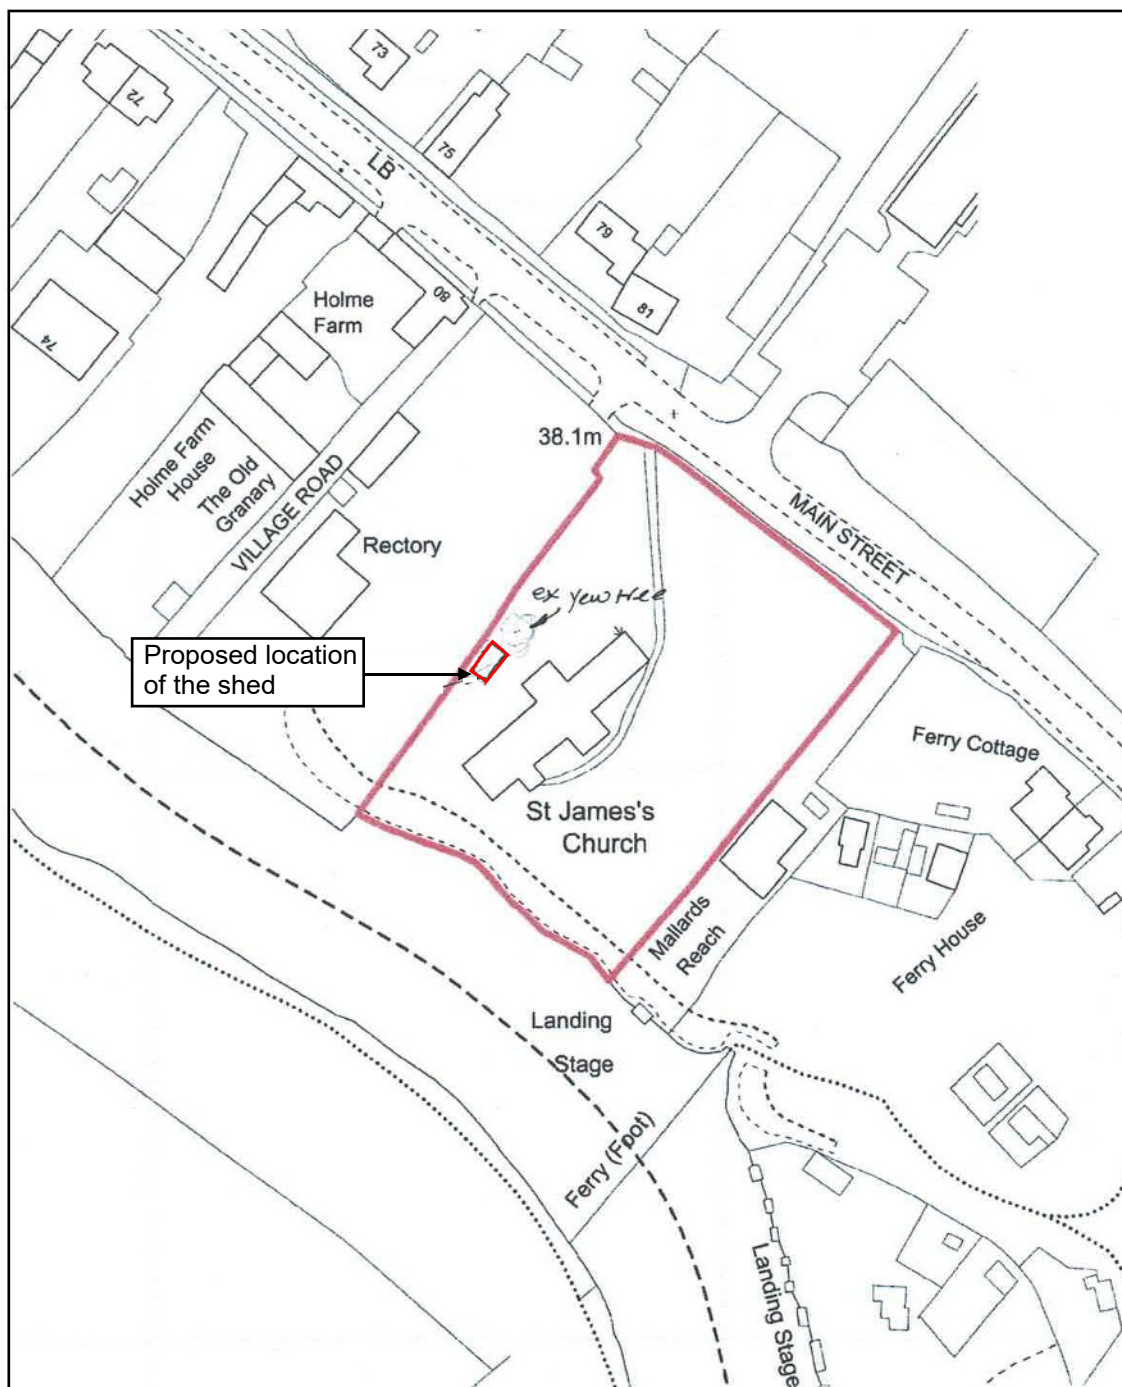 73
72
LB
75
79
80
81
Holme
Farm
74
38.1m
Holme Farm
House
The Old
Granary
VILLAGE ROAD
MAIN STREET
Rectory
ex yew tree
Proposed location
of the shed
Ferry Cottage
St James's
Church
Mallards
Reach
Ferry House
Landing
Stage
Ferry (Foot)
Landing Stage